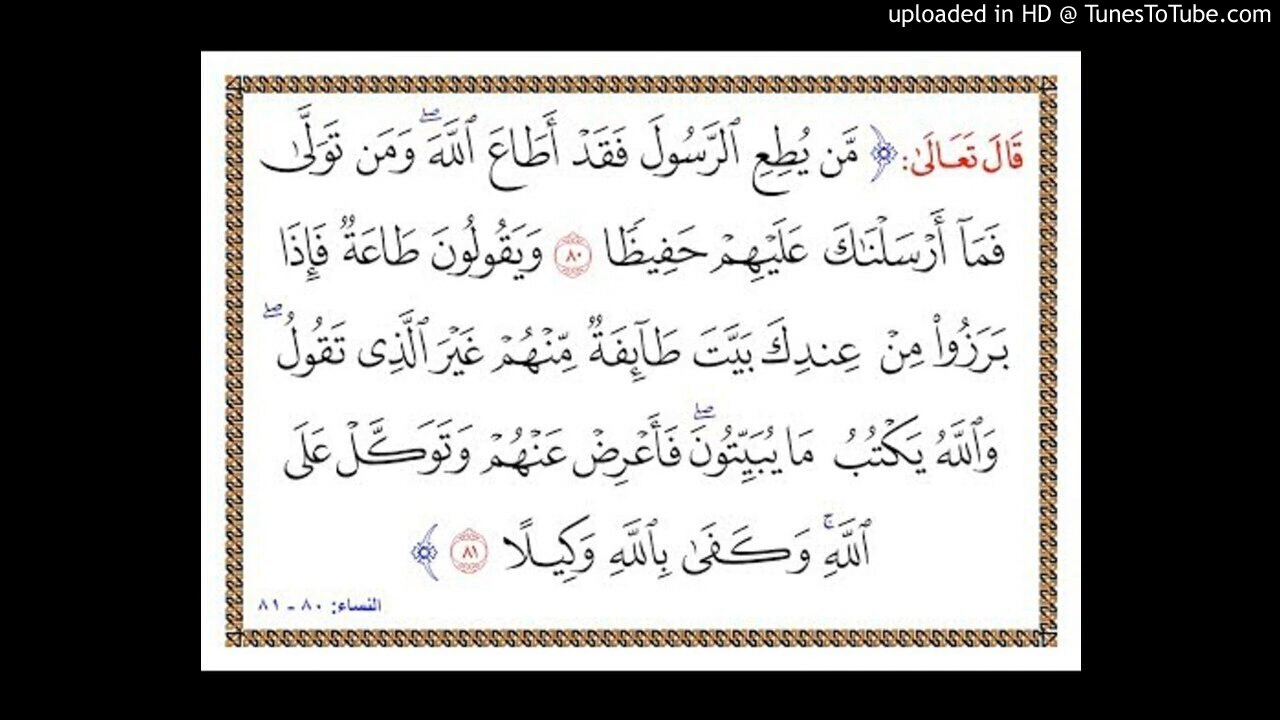 uploaded in HD @ TunesToTube.com
قَالَ تَعَالَىٰ: ﴿ مَّن يُطِعِ ٱلرَّسُولَ فَقَدْ أَطَاعَ ٱللَّهَ ۖ وَمَن تَوَلَّىٰ
فَمَآ أَرْسَلْنَٰكَ عَلَيْهِمْ حَفِيظًا ٨٠ وَيَقُولُونَ طَاعَةٌ فَإِذَا
بَرَزُوا۟ مِنْ عِندِكَ بَيَّتَ طَآئِفَةٌ مِّنْهُمْ غَيْرَ ٱلَّذِى تَقُولُ ۖ
وَٱللَّهُ يَكْتُبُ مَا يُبَيِّتُونَ ۖ فَأَعْرِضْ عَنْهُمْ وَتَوَكَّلْ عَلَى
ٱللَّهِ ۚ وَكَفَىٰ بِٱللَّهِ وَكِيلًا ٨١ ﴾
النساء: ٨٠ - ٨١